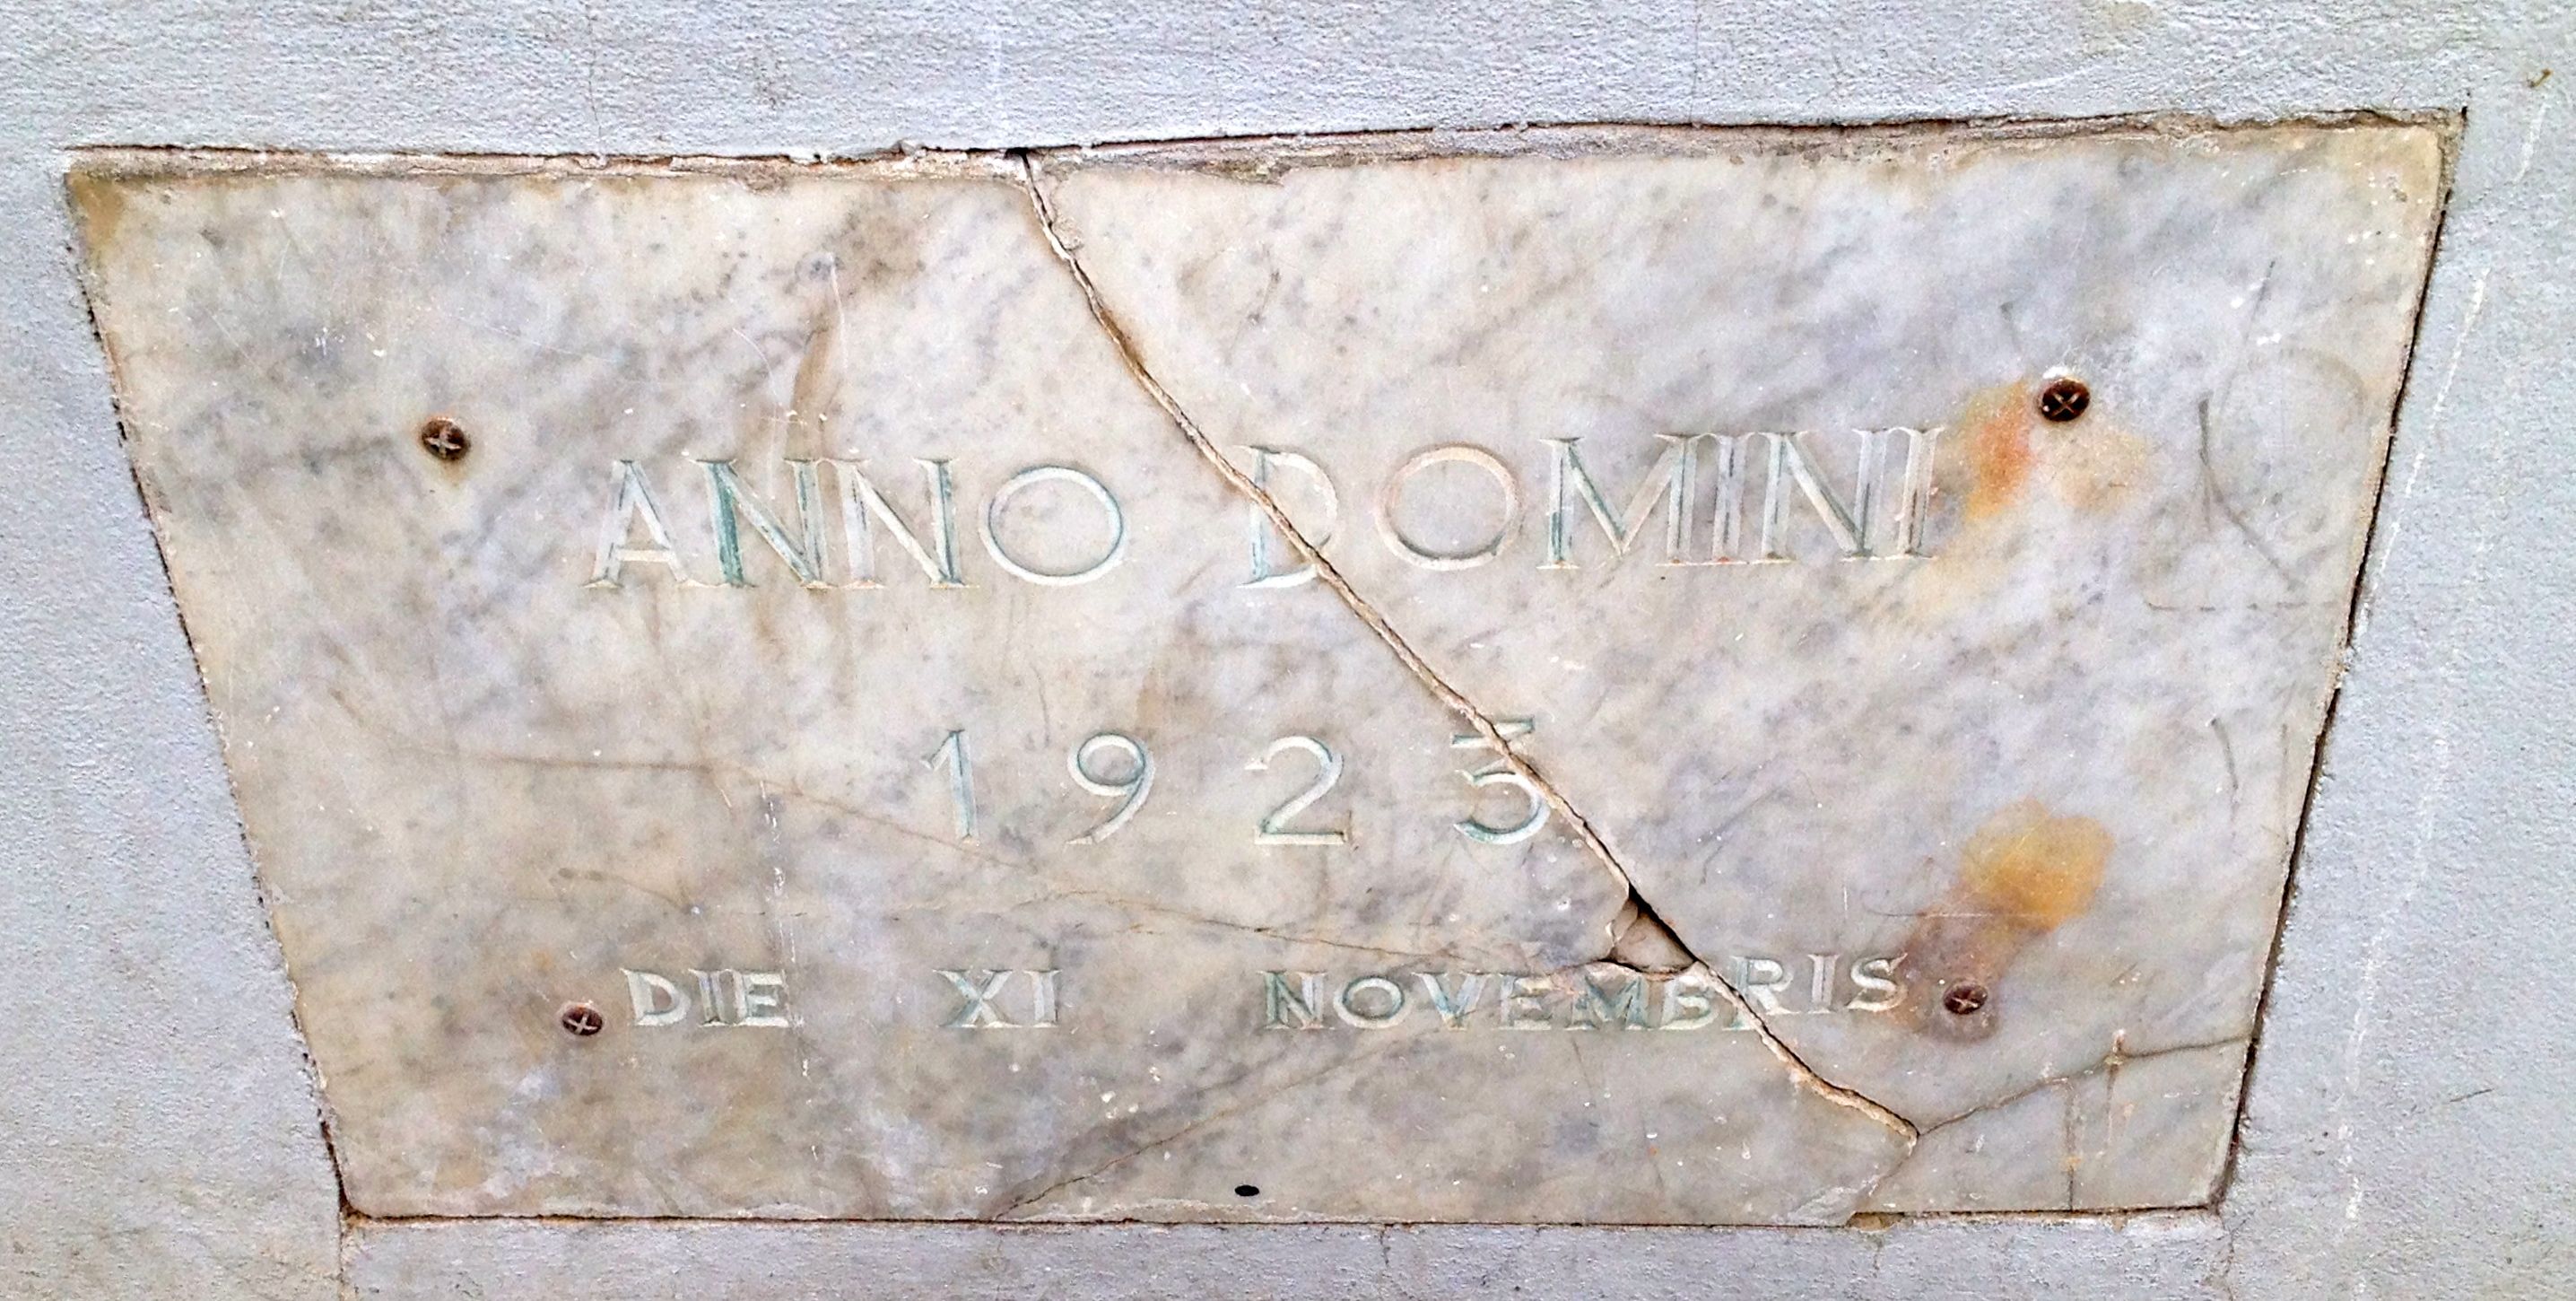 ANNO DOMINI
1923
DIE XI NOVEMBRIS